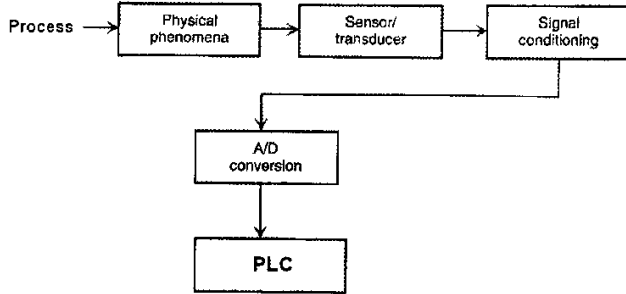 Process
Physical
phenomena
Sensor/
transducer
Signal
conditioning
A/D
conversion
PLC